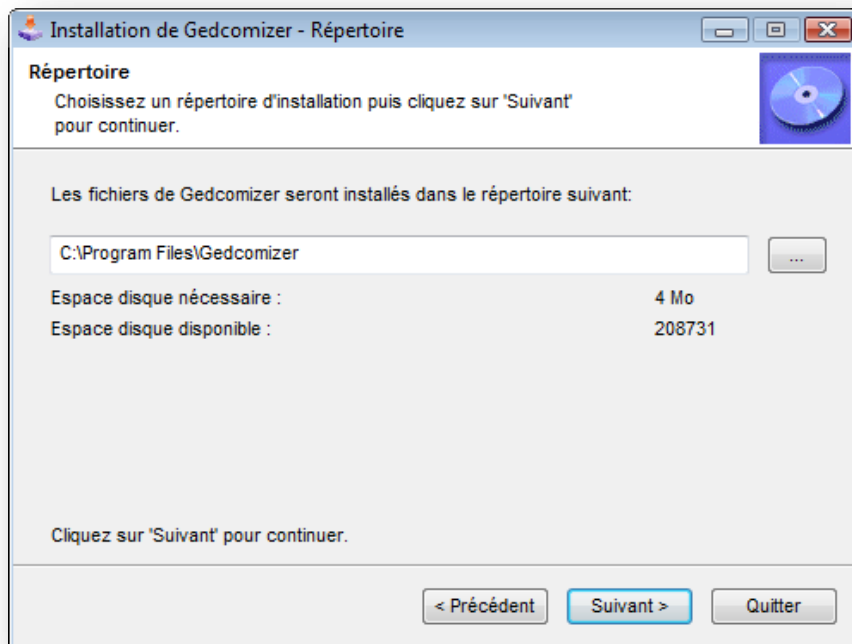 Installation de Gedcomizer - Répertoire
Répertoire
Choisissez un répertoire d'installation puis cliquez sur 'Suivant'
pour continuer.
Les fichiers de Gedcomizer seront installés dans le répertoire suivant:
C:\Program Files\Gedcomizer
...
Espace disque nécessaire : 4 Mo
Espace disque disponible : 208731
Cliquez sur 'Suivant' pour continuer.
< Précédent Suivant > Quitter